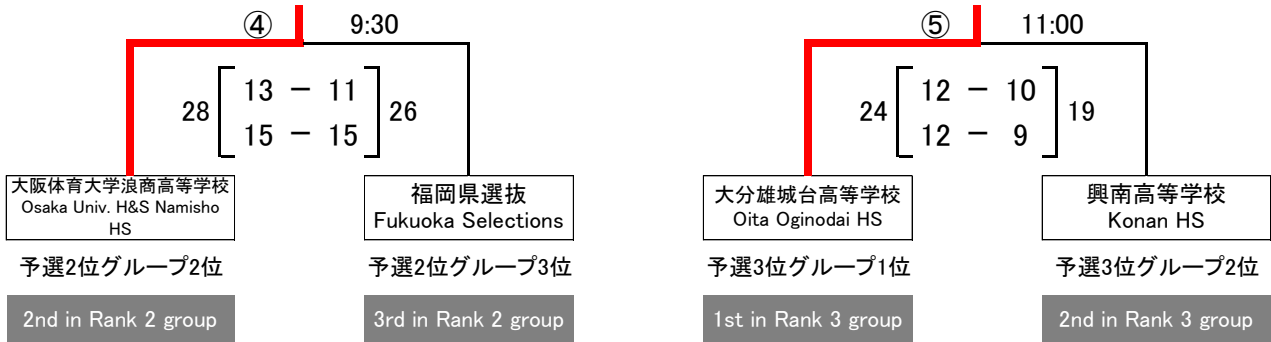 ④ 9:30
28 13 － 11 26
15 － 15
大阪体育大学浪商高等学校
Osaka Univ. H&S Namisho
HS
福岡県選抜
Fukuoka Selections
予選2位グループ2位
予選2位グループ3位
2nd in Rank 2 group
3rd in Rank 2 group
⑤ 11:00
24 12 － 10 19
12 － 9
大分雄城台高等学校
Oita Oginodai HS
興南高等学校
Konan HS
予選3位グループ1位
予選3位グループ2位
1st in Rank 3 group
2nd in Rank 3 group